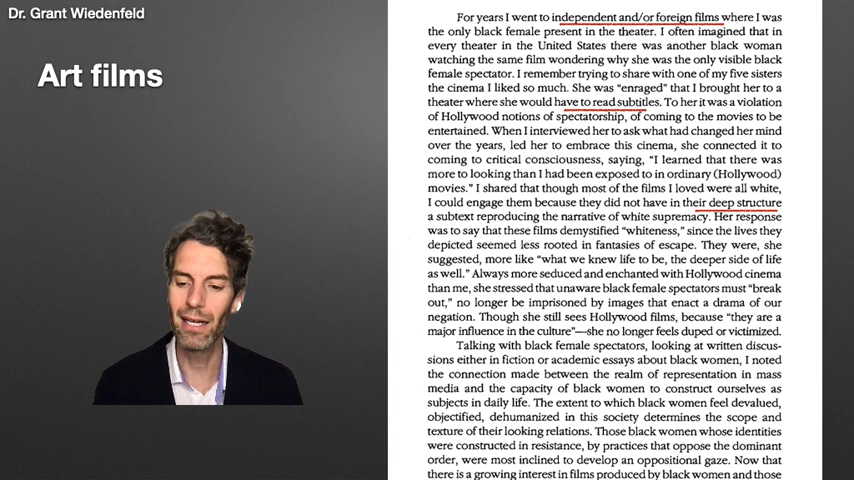 Dr. Grant Wiedenfeld
Art films
For years I went to independent and/or foreign films where I was
the only black female present in the theater. I often imagined that in
every theater in the United States there was another black woman
watching the same film wondering why she was the only visible black
female spectator. I remember trying to share with one of my five sisters
the cinema I liked so much. She was “enraged” that I brought her to a
theater where she would have to read subtitles. To her it was a violation
of Hollywood notions of spectatorship, of coming to the movies to be
entertained. When I interviewed her to ask what had changed her mind
over the years, led her to embrace this cinema, she connected it to
coming to critical consciousness, saying, “I learned that there was
more to looking than I had been exposed to in ordinary (Hollywood)
movies.” I shared that though most of the films I loved were all white,
I could engage them because they did not have in their deep structure
a subtext reproducing the narrative of white supremacy. Her response
was to say that these films demystified “whiteness,” since the lives they
depicted seemed less rooted in fantasies of escape. They were, she
suggested, more like “what we knew life to be, the deeper side of life
as well.” Always more seduced and enchanted with Hollywood cinema
than me, she stressed that unaware black female spectators must “break
out,” no longer be imprisoned by images that enact a drama of our
negation. Though she still sees Hollywood films, because “they are a
major influence in the culture”—she no longer feels duped or victimized.
Talking with black female spectators, looking at written discus-
sions either in fiction or academic essays about black women, I noted
the connection made between the realm of representation in mass
media and the capacity of black women to construct ourselves as
subjects in daily life. The extent to which black women feel devalued,
objectified, dehumanized in this society determines the scope and
texture of their looking relations. Those black women whose identities
were constructed in resistance, by practices that oppose the dominant
order, were most inclined to develop an oppositional gaze. Now that
there is a growing interest in films produced by black women and those